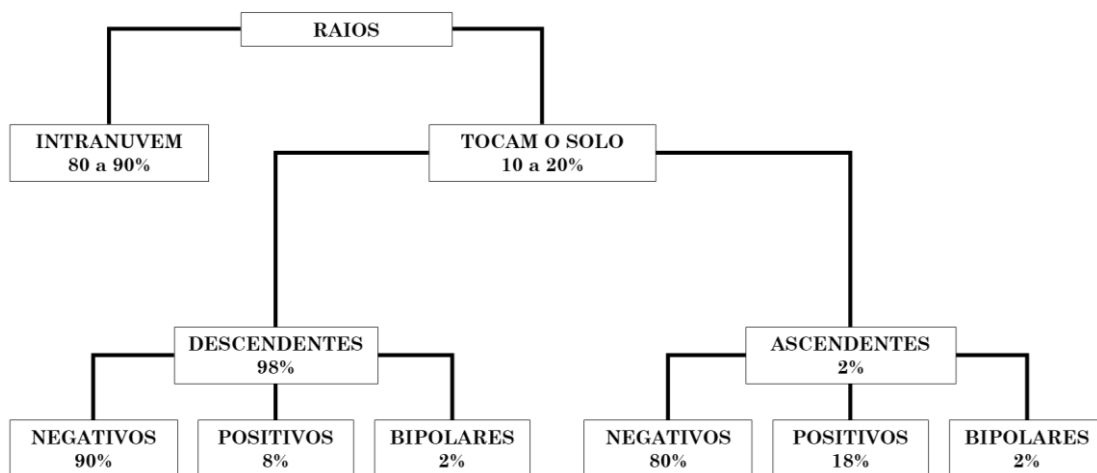 RAIOS
INTRANUVEM
80 a 90%
TOCAM O SOLO
10 a 20%
DESCENDENTES
98%
ASCENDENTES
2%
NEGATIVOS
90%
POSITIVOS
8%
BIPOLARES
2%
NEGATIVOS
80%
POSITIVOS
18%
BIPOLARES
2%